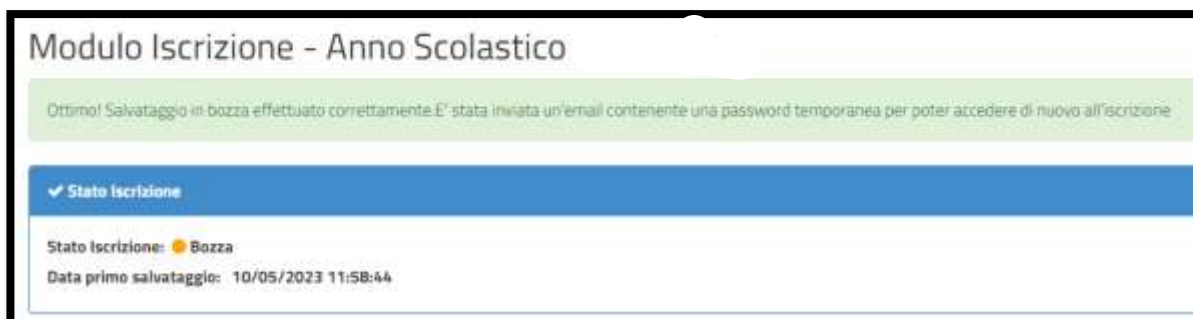 Modulo Iscrizione - Anno Scolastico
Ottimo! Salvataggio in bozza effettuato correttamente.E' stata inviata un'email contenente una password temporanea per poter accedere di nuovo all'iscrizione
Stato Iscrizione
Stato Iscrizione: Bozza
Data primo salvataggio: 10/05/2023 11:58:44